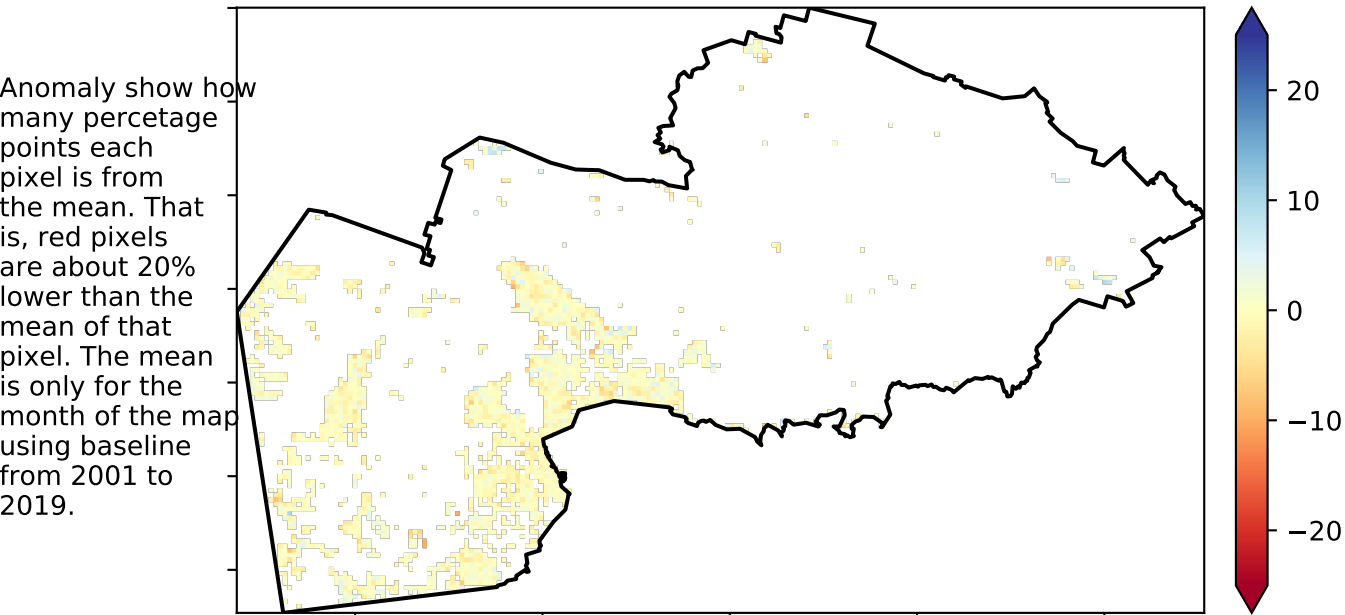 Anomaly show how
many percetage
points each
pixel is from
the mean. That
is, red pixels
are about 20%
lower than the
mean of that
pixel. The mean
is only for the
month of the map
using baseline
from 2001 to
2019.
20
10
0
−10
−20